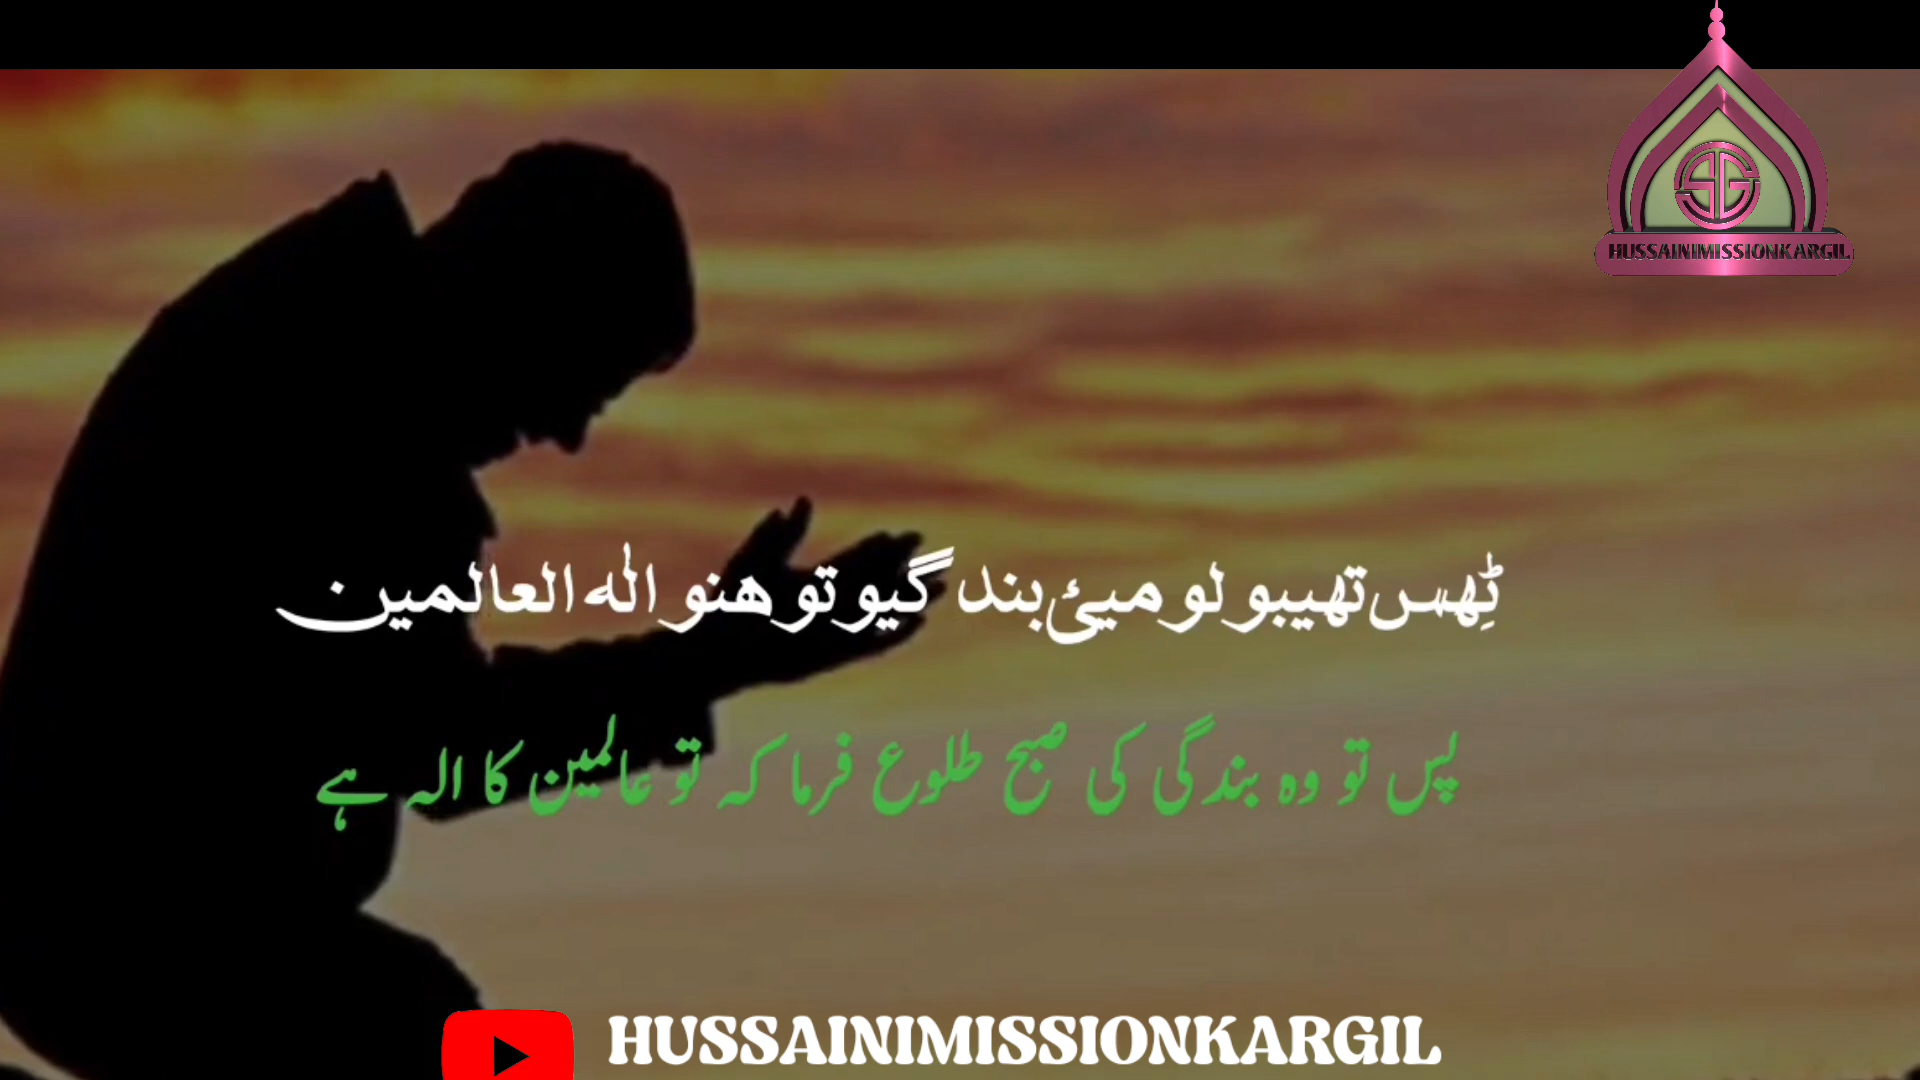 HUSSAINIMISSIONKARGIL
ٹِھس تھیبو لو میئ بند گیو تو ھنو الٰہ العالمین
پس تو وہ بندگی کی صبح طلوع فرما کہ تو عالمین کا الہ ہے
HUSSAINIMISSIONKARGIL